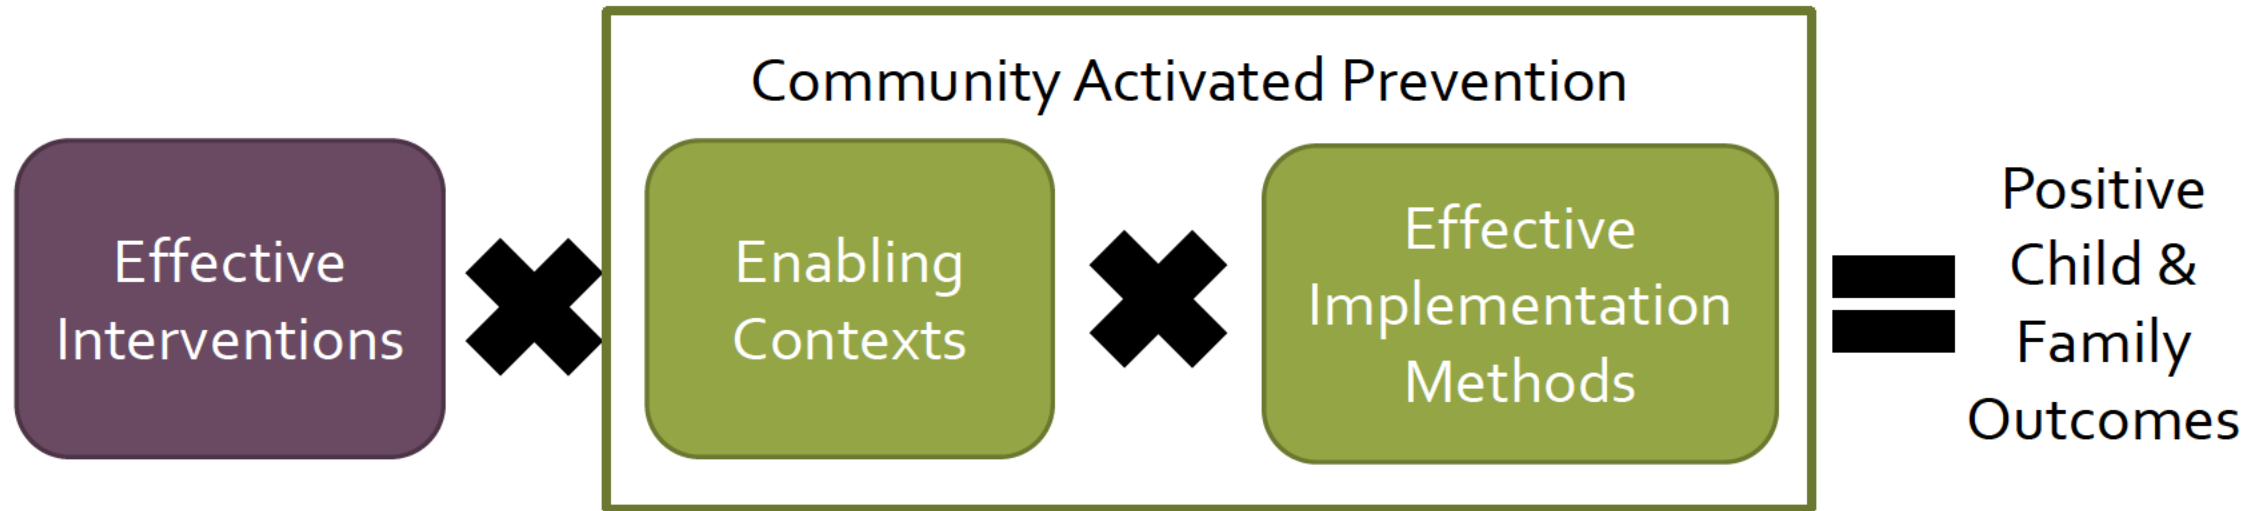 Community Activated Prevention
Effective
Interventions
Enabling
Contexts
Effective
Implementation
Methods
Positive
Child &
Family
Outcomes